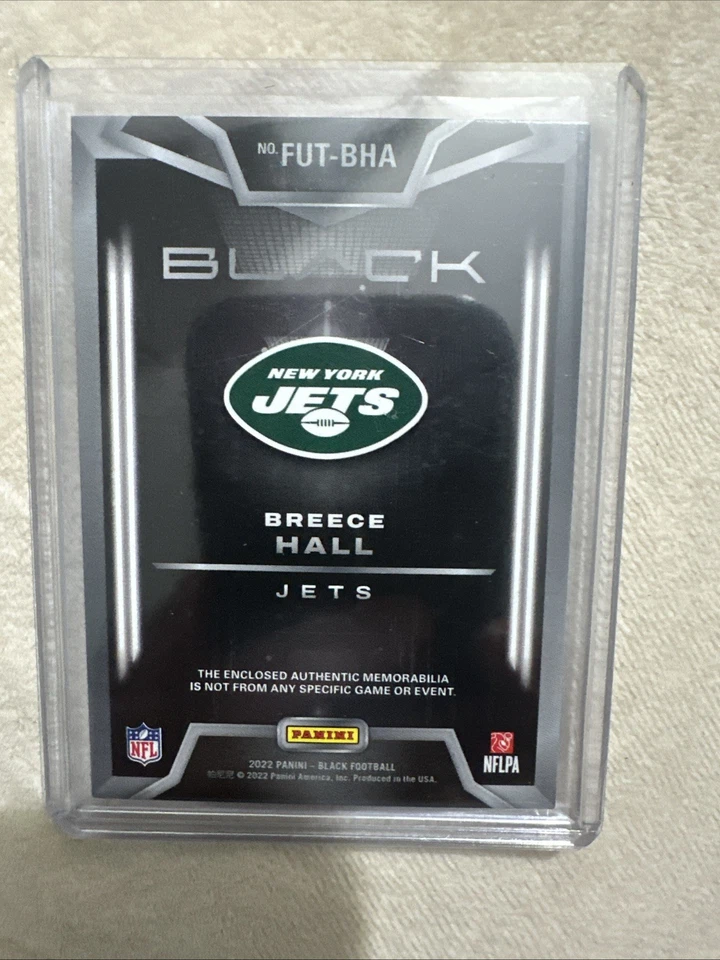 NO. FUT-BHA
BLACK
NEW YORK
JETS
BREECE
HALL
JETS
THE ENCLOSED AUTHENTIC MEMORABILIA
IS NOT FROM ANY SPECIFIC GAME OR EVENT.
PANINI
NFL
NFLPA
2022 PANINI – BLACK FOOTBALL
© 2022 Panini America, Inc. Produced in the USA.